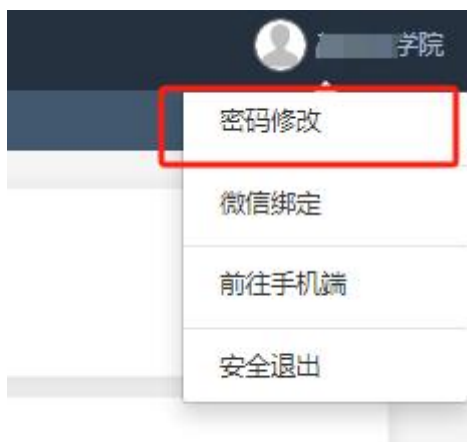 学院
密码修改
微信绑定
前往手机端
安全退出